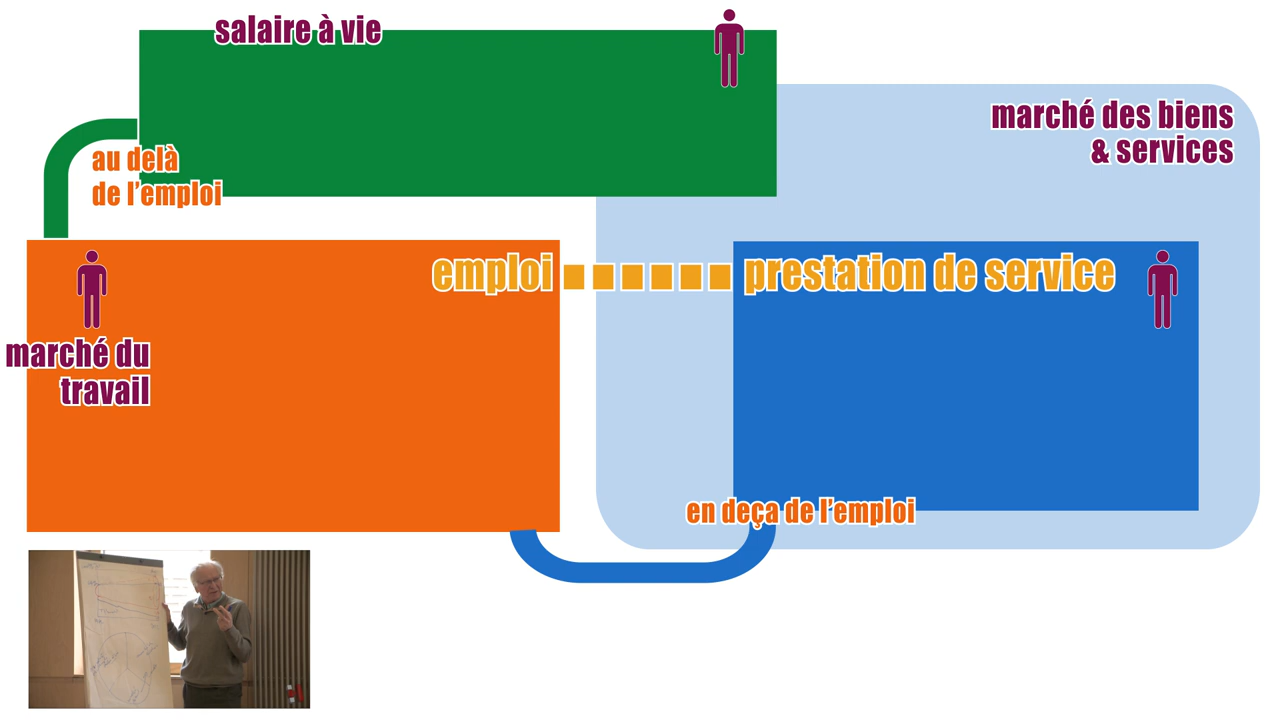 salaire à vie
marché des biens
& services
au delà
de l'emploi
emploi
prestation de service
marché du
travail
en deça de l'emploi